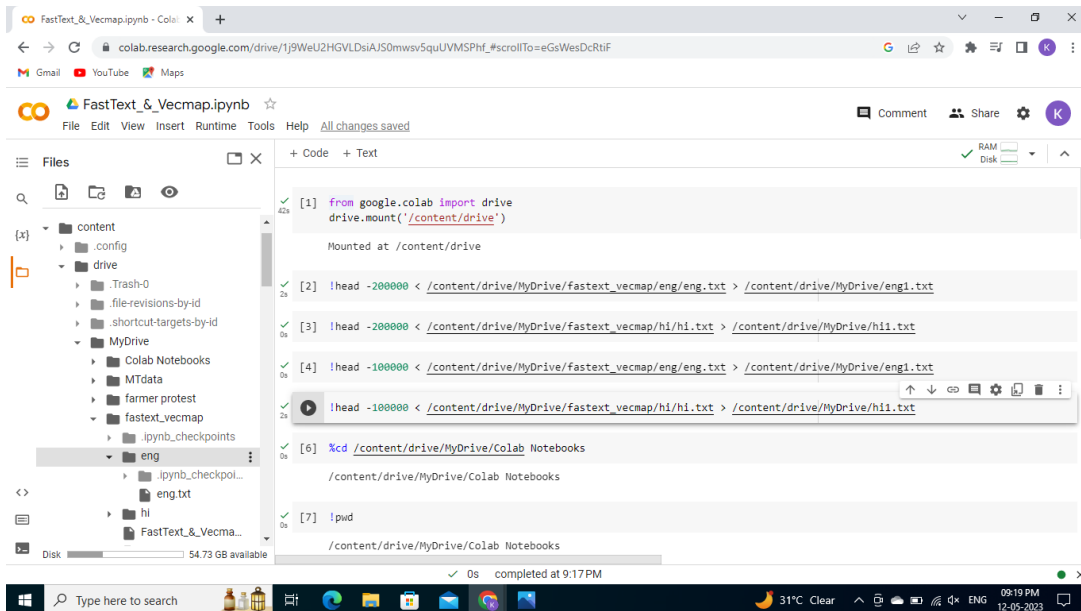 FastText_&_Vecmap.ipynb - Colab
colab.research.google.com/drive/1j9WeU2HGVLDsiAJS0mwsv5quUVMSPhf_#scrollTo=eGsWesDcRtiF
K
Gmail YouTube Maps
FastText_&_Vecmap.ipynb
Comment Share K
File Edit View Insert Runtime Tools Help All changes saved
Files
+ Code + Text
RAM
Disk
{x}
content
.config
drive
.Trash-0
.file-revisions-by-id
.shortcut-targets-by-id
MyDrive
Colab Notebooks
MTdata
farmer protest
fastext_vecmap
.ipynb_checkpoints
eng
.ipynb_checkpoi...
eng.txt
hi
FastText_&_Vecma...
Disk 54.73 GB available
42s [1] from google.colab import drive
drive.mount('/content/drive')
Mounted at /content/drive
2s [2] !head -200000 < /content/drive/MyDrive/fastext_vecmap/eng/eng.txt > /content/drive/MyDrive/eng1.txt
0s [3] !head -200000 < /content/drive/MyDrive/fastext_vecmap/hi/hi.txt > /content/drive/MyDrive/hi1.txt
0s [4] !head -100000 < /content/drive/MyDrive/fastext_vecmap/eng/eng.txt > /content/drive/MyDrive/eng1.txt
2s !head -100000 < /content/drive/MyDrive/fastext_vecmap/hi/hi.txt > /content/drive/MyDrive/hi1.txt
0s [6] %cd /content/drive/MyDrive/Colab Notebooks
/content/drive/MyDrive/Colab Notebooks
0s [7] !pwd
/content/drive/MyDrive/Colab Notebooks
0s completed at 9:17 PM
Type here to search
31°C Clear
ENG
09:19 PM
12-05-2023